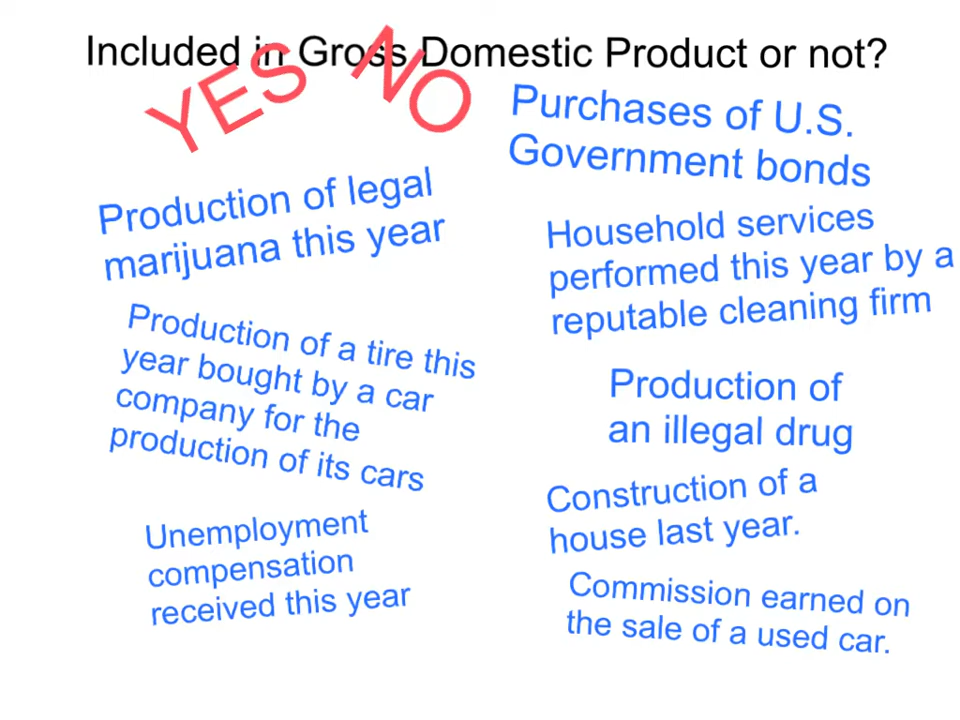 Included in Gross Domestic Product or not?
YES NO
Purchases of U.S.
Government bonds
Production of legal
marijuana this year
Household services
performed this year by a
reputable cleaning firm
Production of a tire this
year bought by a car
company for the
production of its cars
Production of
an illegal drug
Construction of a
house last year.
Unemployment
compensation
received this year
Commission earned on
the sale of a used car.